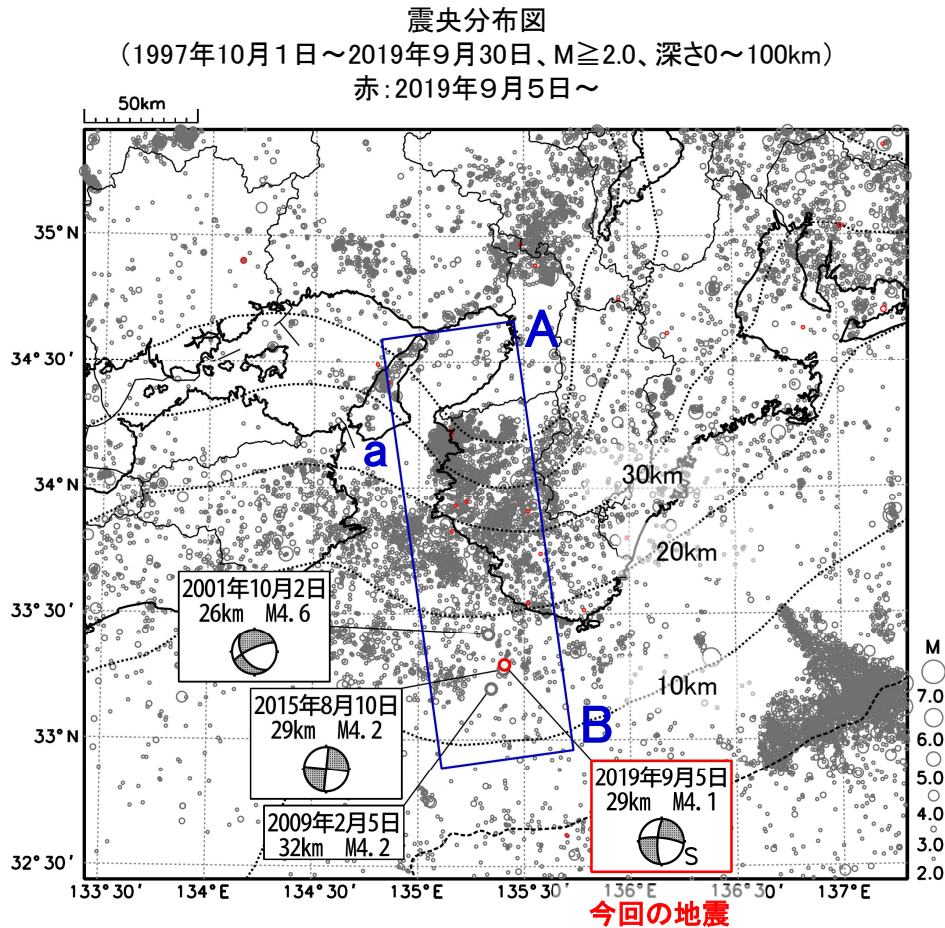 震央分布図
（1997年10月１日～2019年９月30日、M≧2.0、深さ0～100km）
赤：2019年９月５日～
50km
35°N
34°30′
34°N
33°30′
33°N
32°30′
A
a
30km
20km
10km
B
2001年10月2日
26km M4.6
2015年8月10日
29km M4.2
2009年2月5日
32km M4.2
2019年9月5日
29km M4.1
S
今回の地震
M
7.0
6.0
5.0
4.0
3.0
2.0
133°30′
134°E
134°30′
135°E
135°30′
136°E
136°30′
137°E